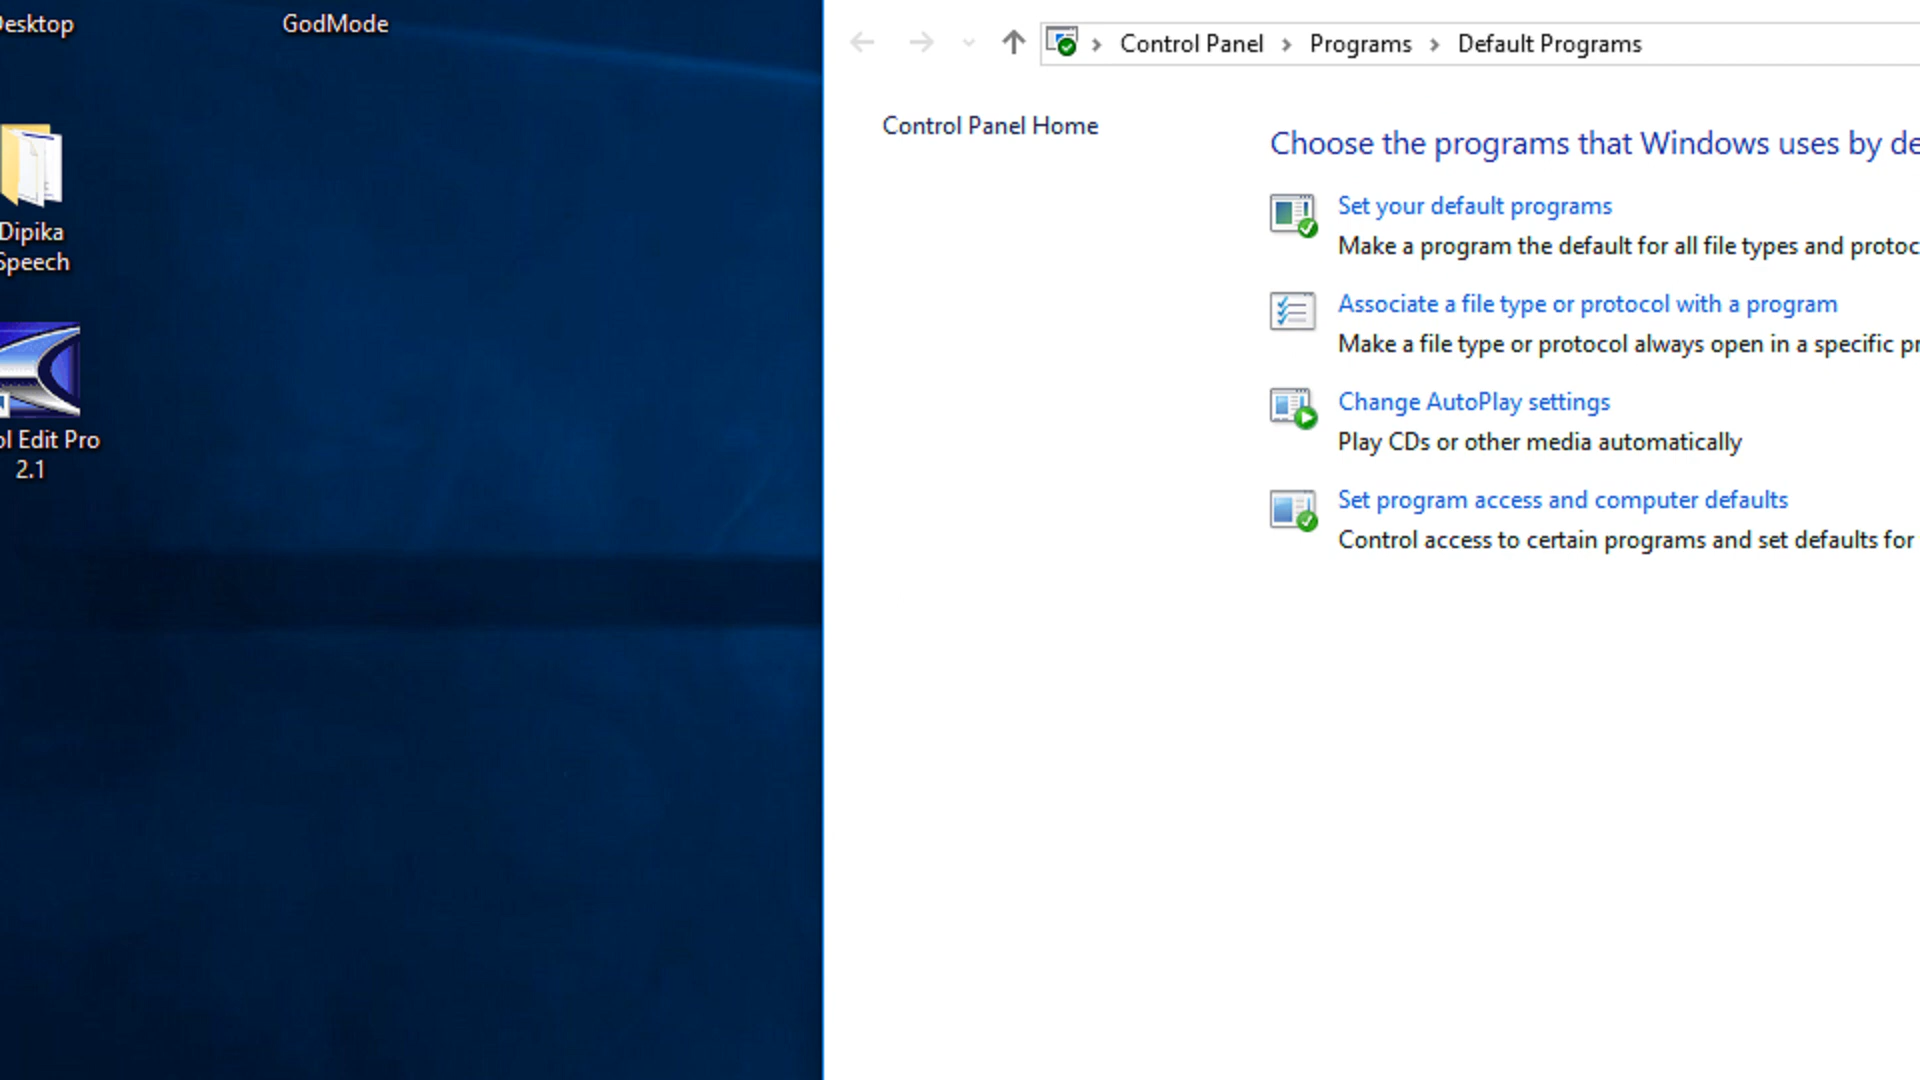 Desktop
GodMode
Dipika
Speech
ol Edit Pro
2.1
Control Panel
Programs
Default Programs
Control Panel Home
Choose the programs that Windows uses by de
Set your default programs
Make a program the default for all file types and protoc
Associate a file type or protocol with a program
Make a file type or protocol always open in a specific pr
Change AutoPlay settings
Play CDs or other media automatically
Set program access and computer defaults
Control access to certain programs and set defaults for